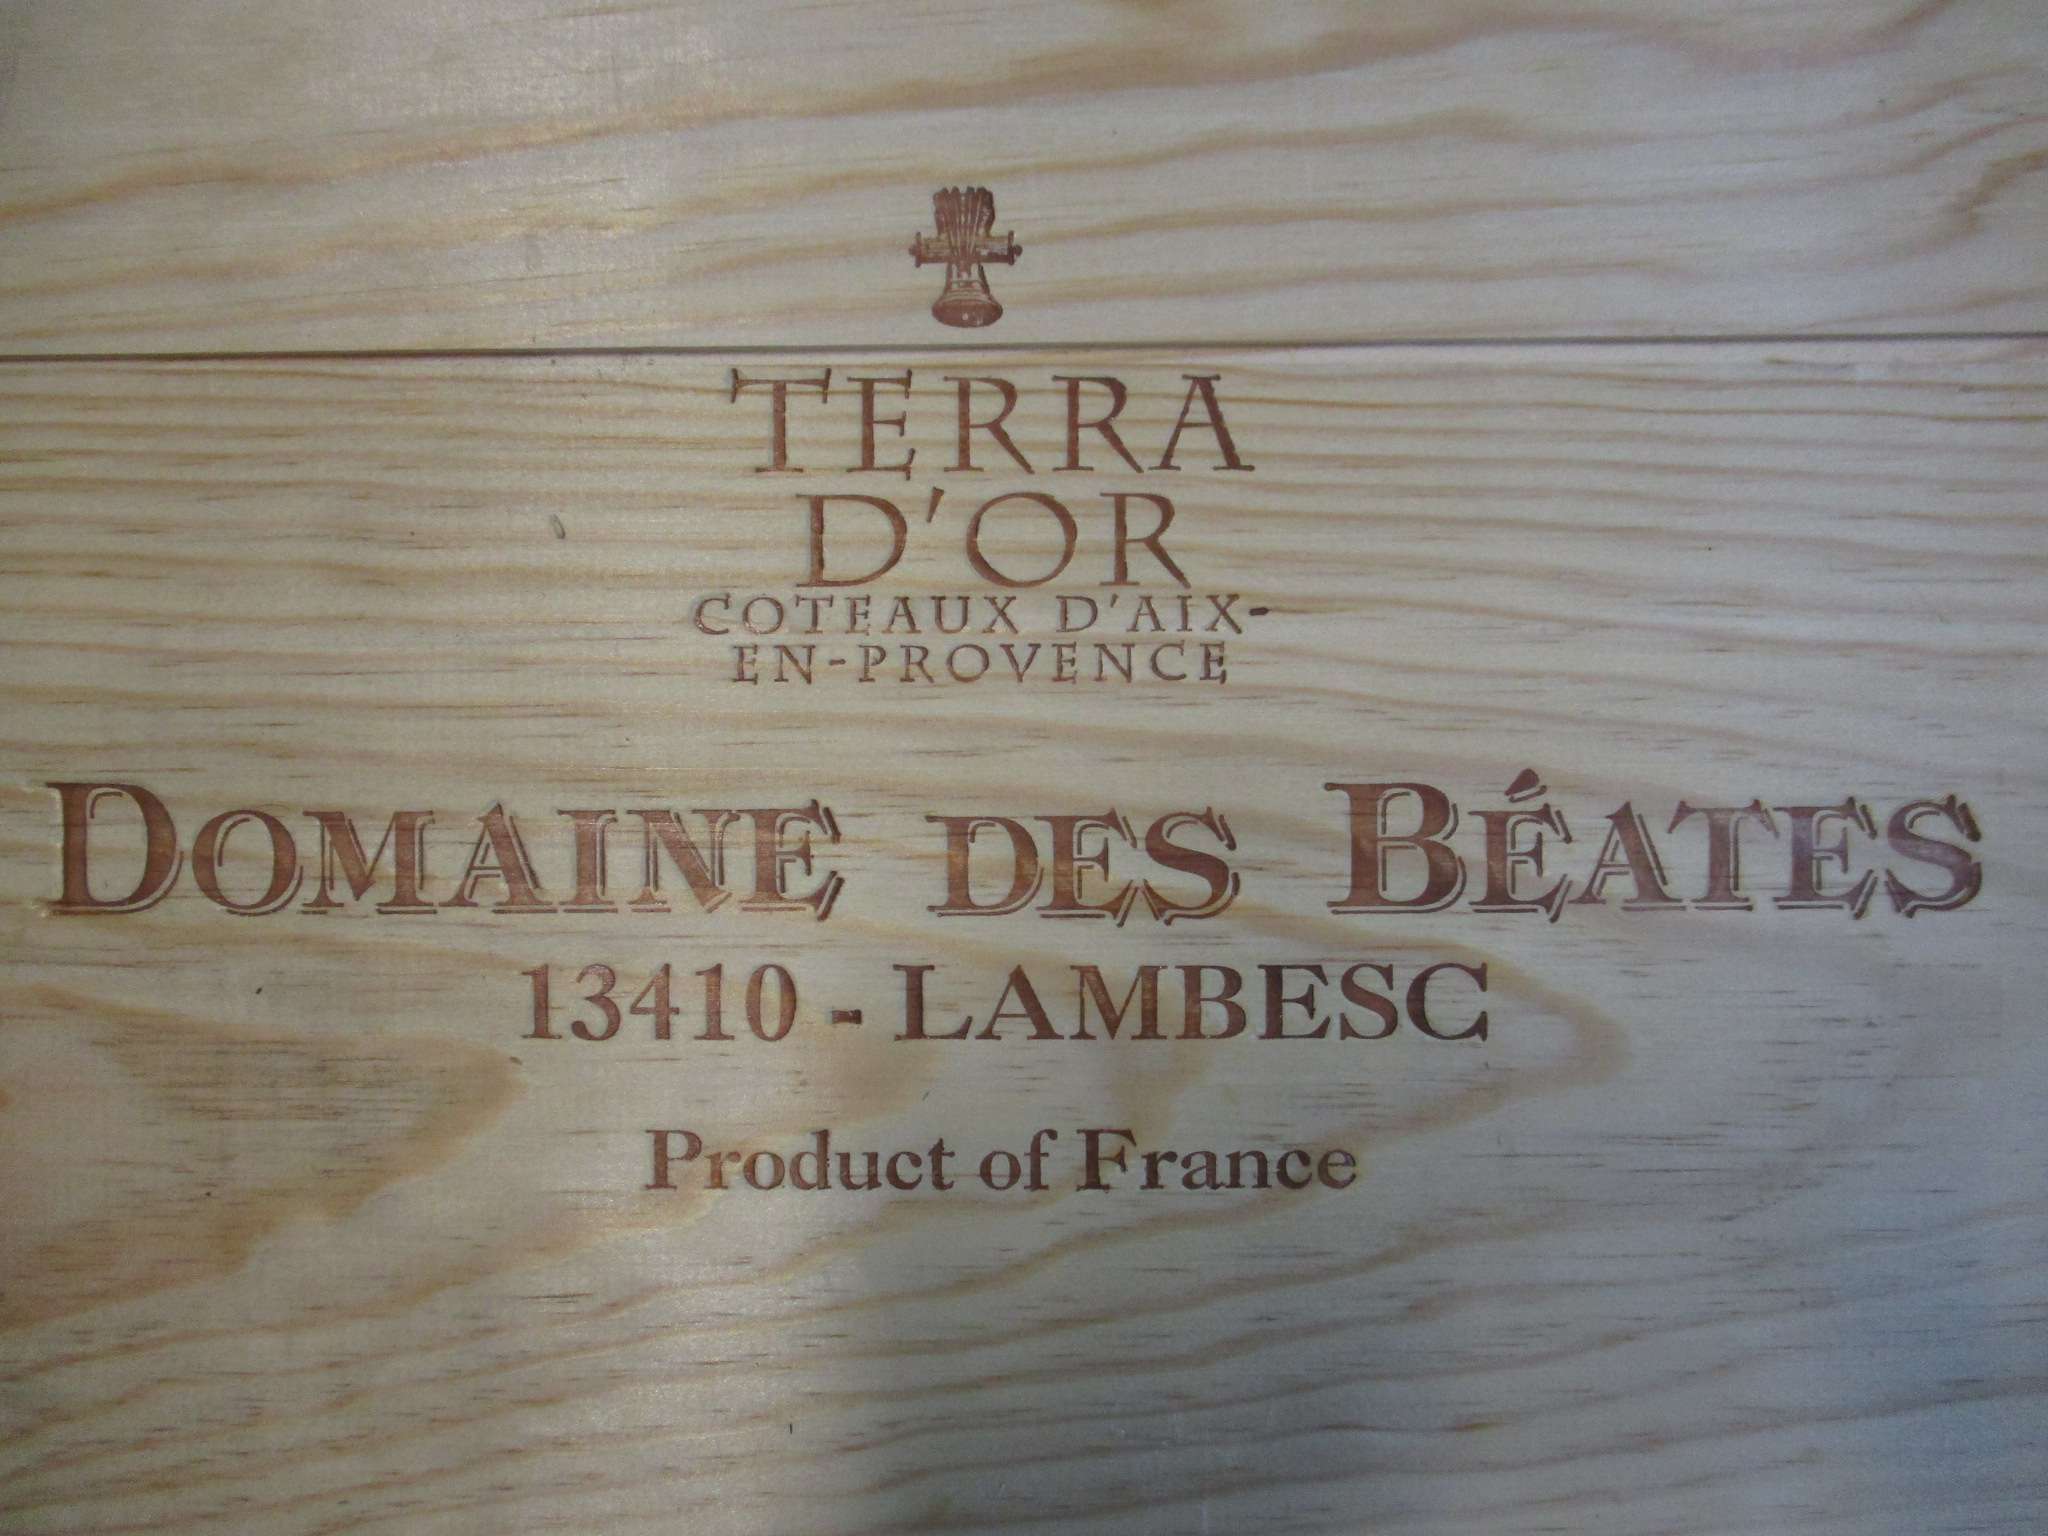 TERRA
D'OR
COTEAUX D'AIX-
EN-PROVENCE
DOMAINE DES BÉATES
13410 - LAMBESC
Product of France